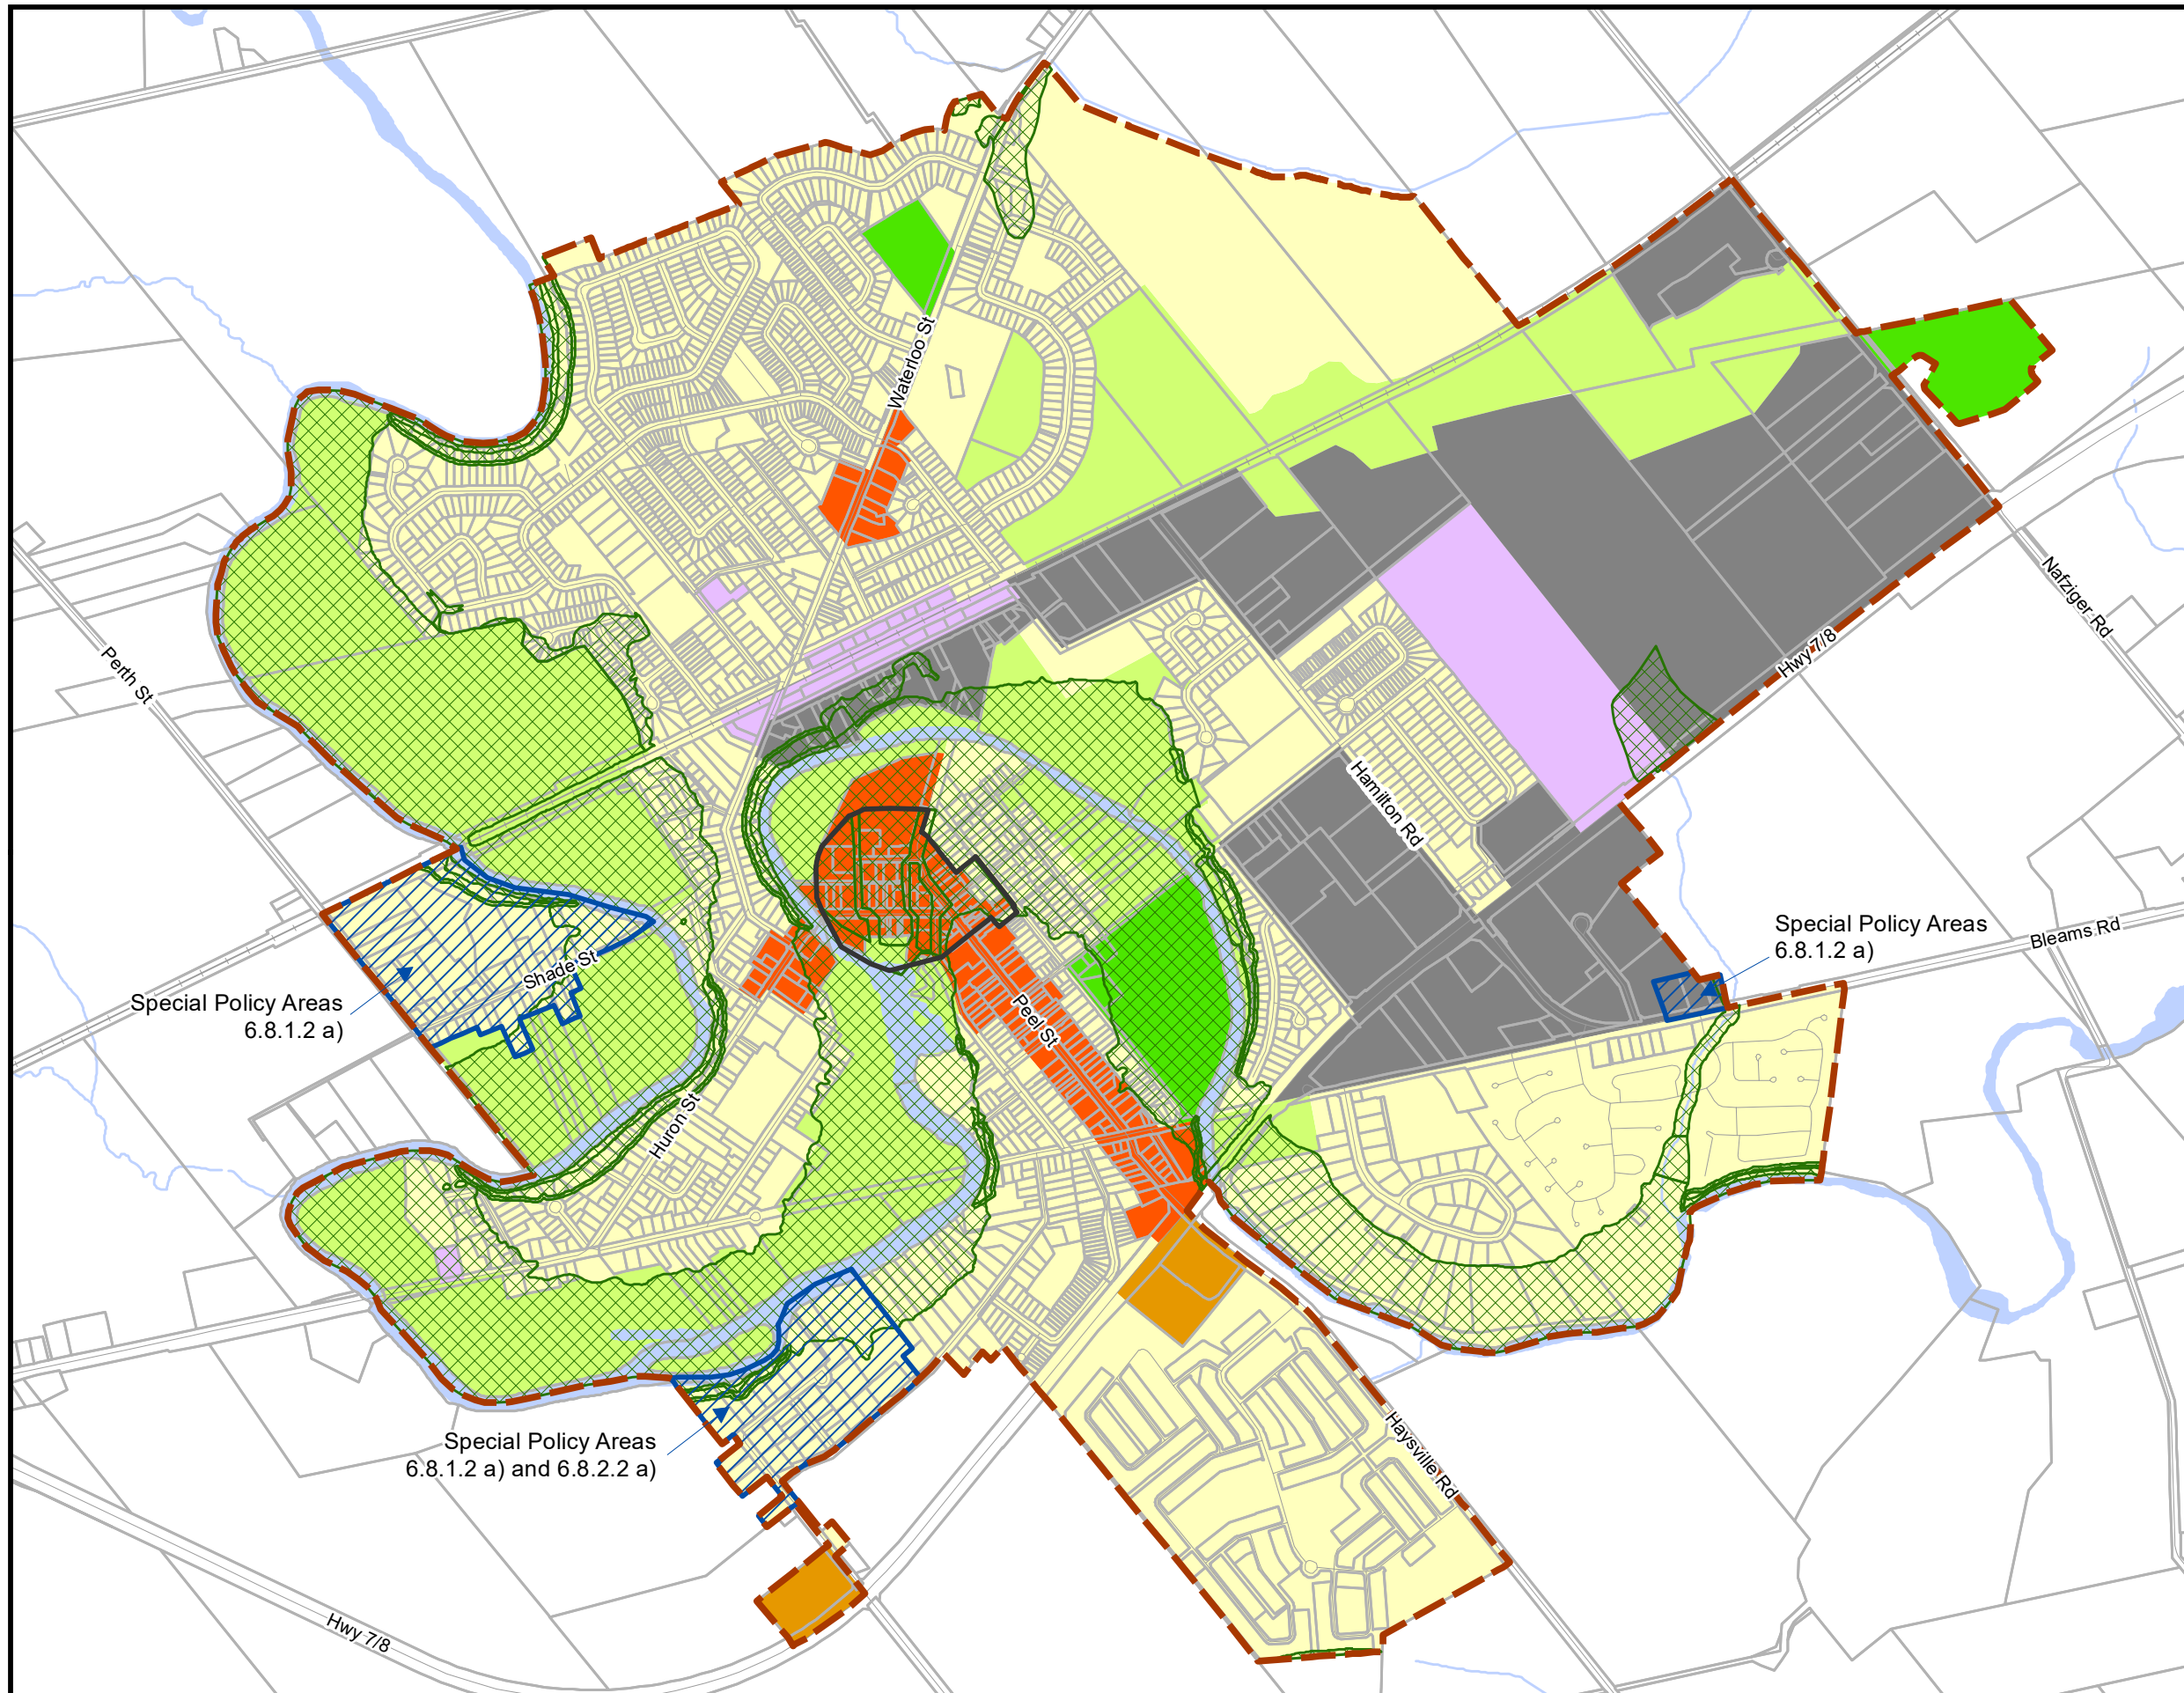 Waterloo St
Perth St
Nafziger Rd
Hwy 7/8
Hamilton Rd
Special Policy Areas
6.8.1.2 a)
Bleams Rd
Shade St
Special Policy Areas
6.8.1.2 a)
Peel St
Huron St
Special Policy Areas
6.8.1.2 a) and 6.8.2.2 a)
Haysville Rd
Hwy 7/8